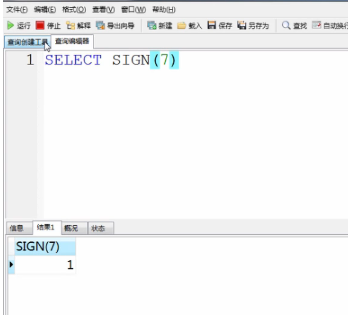 文件(F) 编辑(E) 格式(O) 查看(V) 窗口(W) 帮助(H)
运行 停止 解释 导出向导 新建 载入 保存 另存为 查找 自动换行
查询创建工具 查询编辑器
1 SELECT SIGN(7)
信息 结果1 概况 状态
SIGN(7)
1